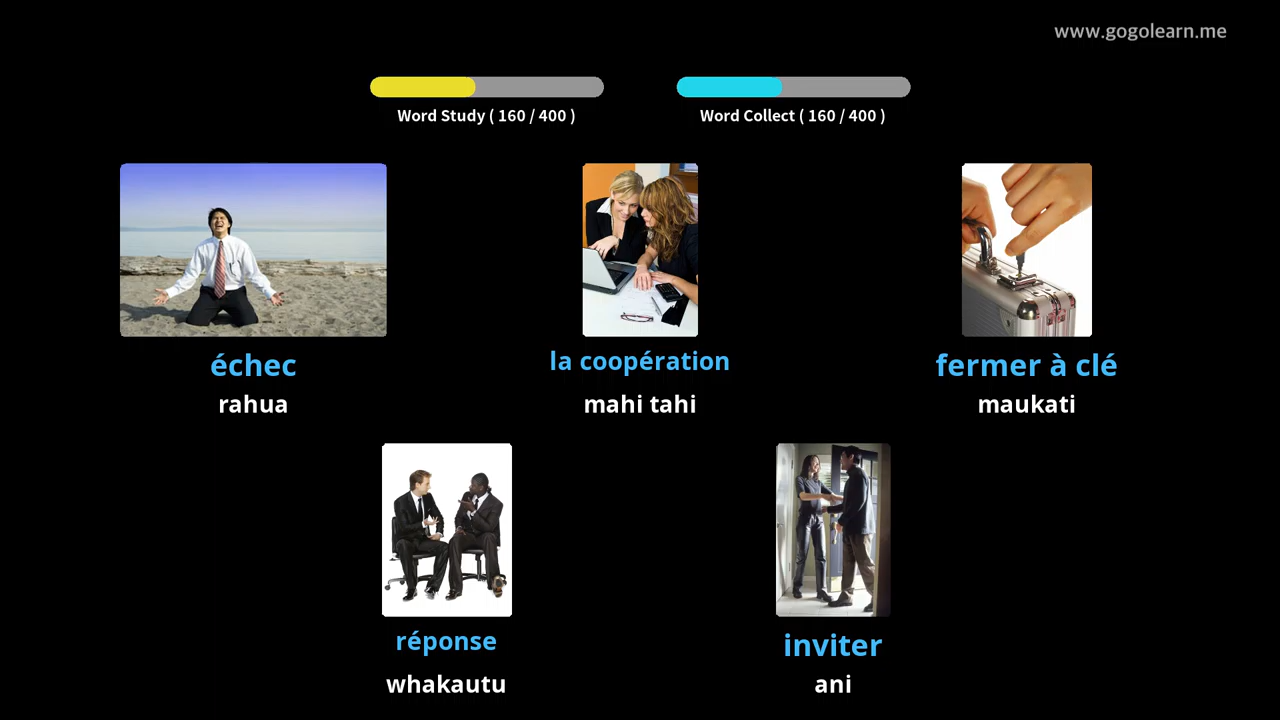 www.gogolearn.me
Word Study ( 160 / 400 )
Word Collect ( 160 / 400 )
échec
rahua
la coopération
mahi tahi
fermer à clé
maukati
réponse
whakautu
inviter
ani